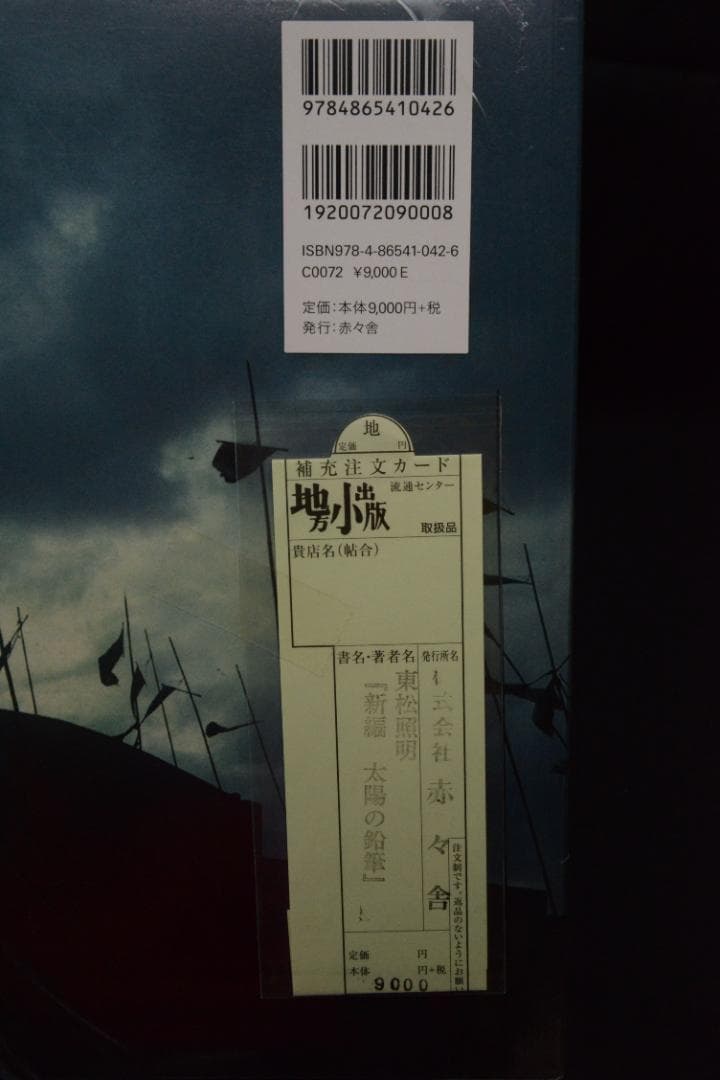 9784865410426
1920072090008
ISBN978-4-86541-042-6
C0072 ¥9,000E
定価:本体9,000円+税
発行:赤々舎
地
定価 円
補充注文カード
地方小出版
流通センター
取扱品
貴店名(帖合)
書名・著者名
発行所名
式会社 赤々舎
東松照明
『新編 太陽の鉛筆』
注文制です。返品のないようにお願い
定価 円
本体 円+税
9000